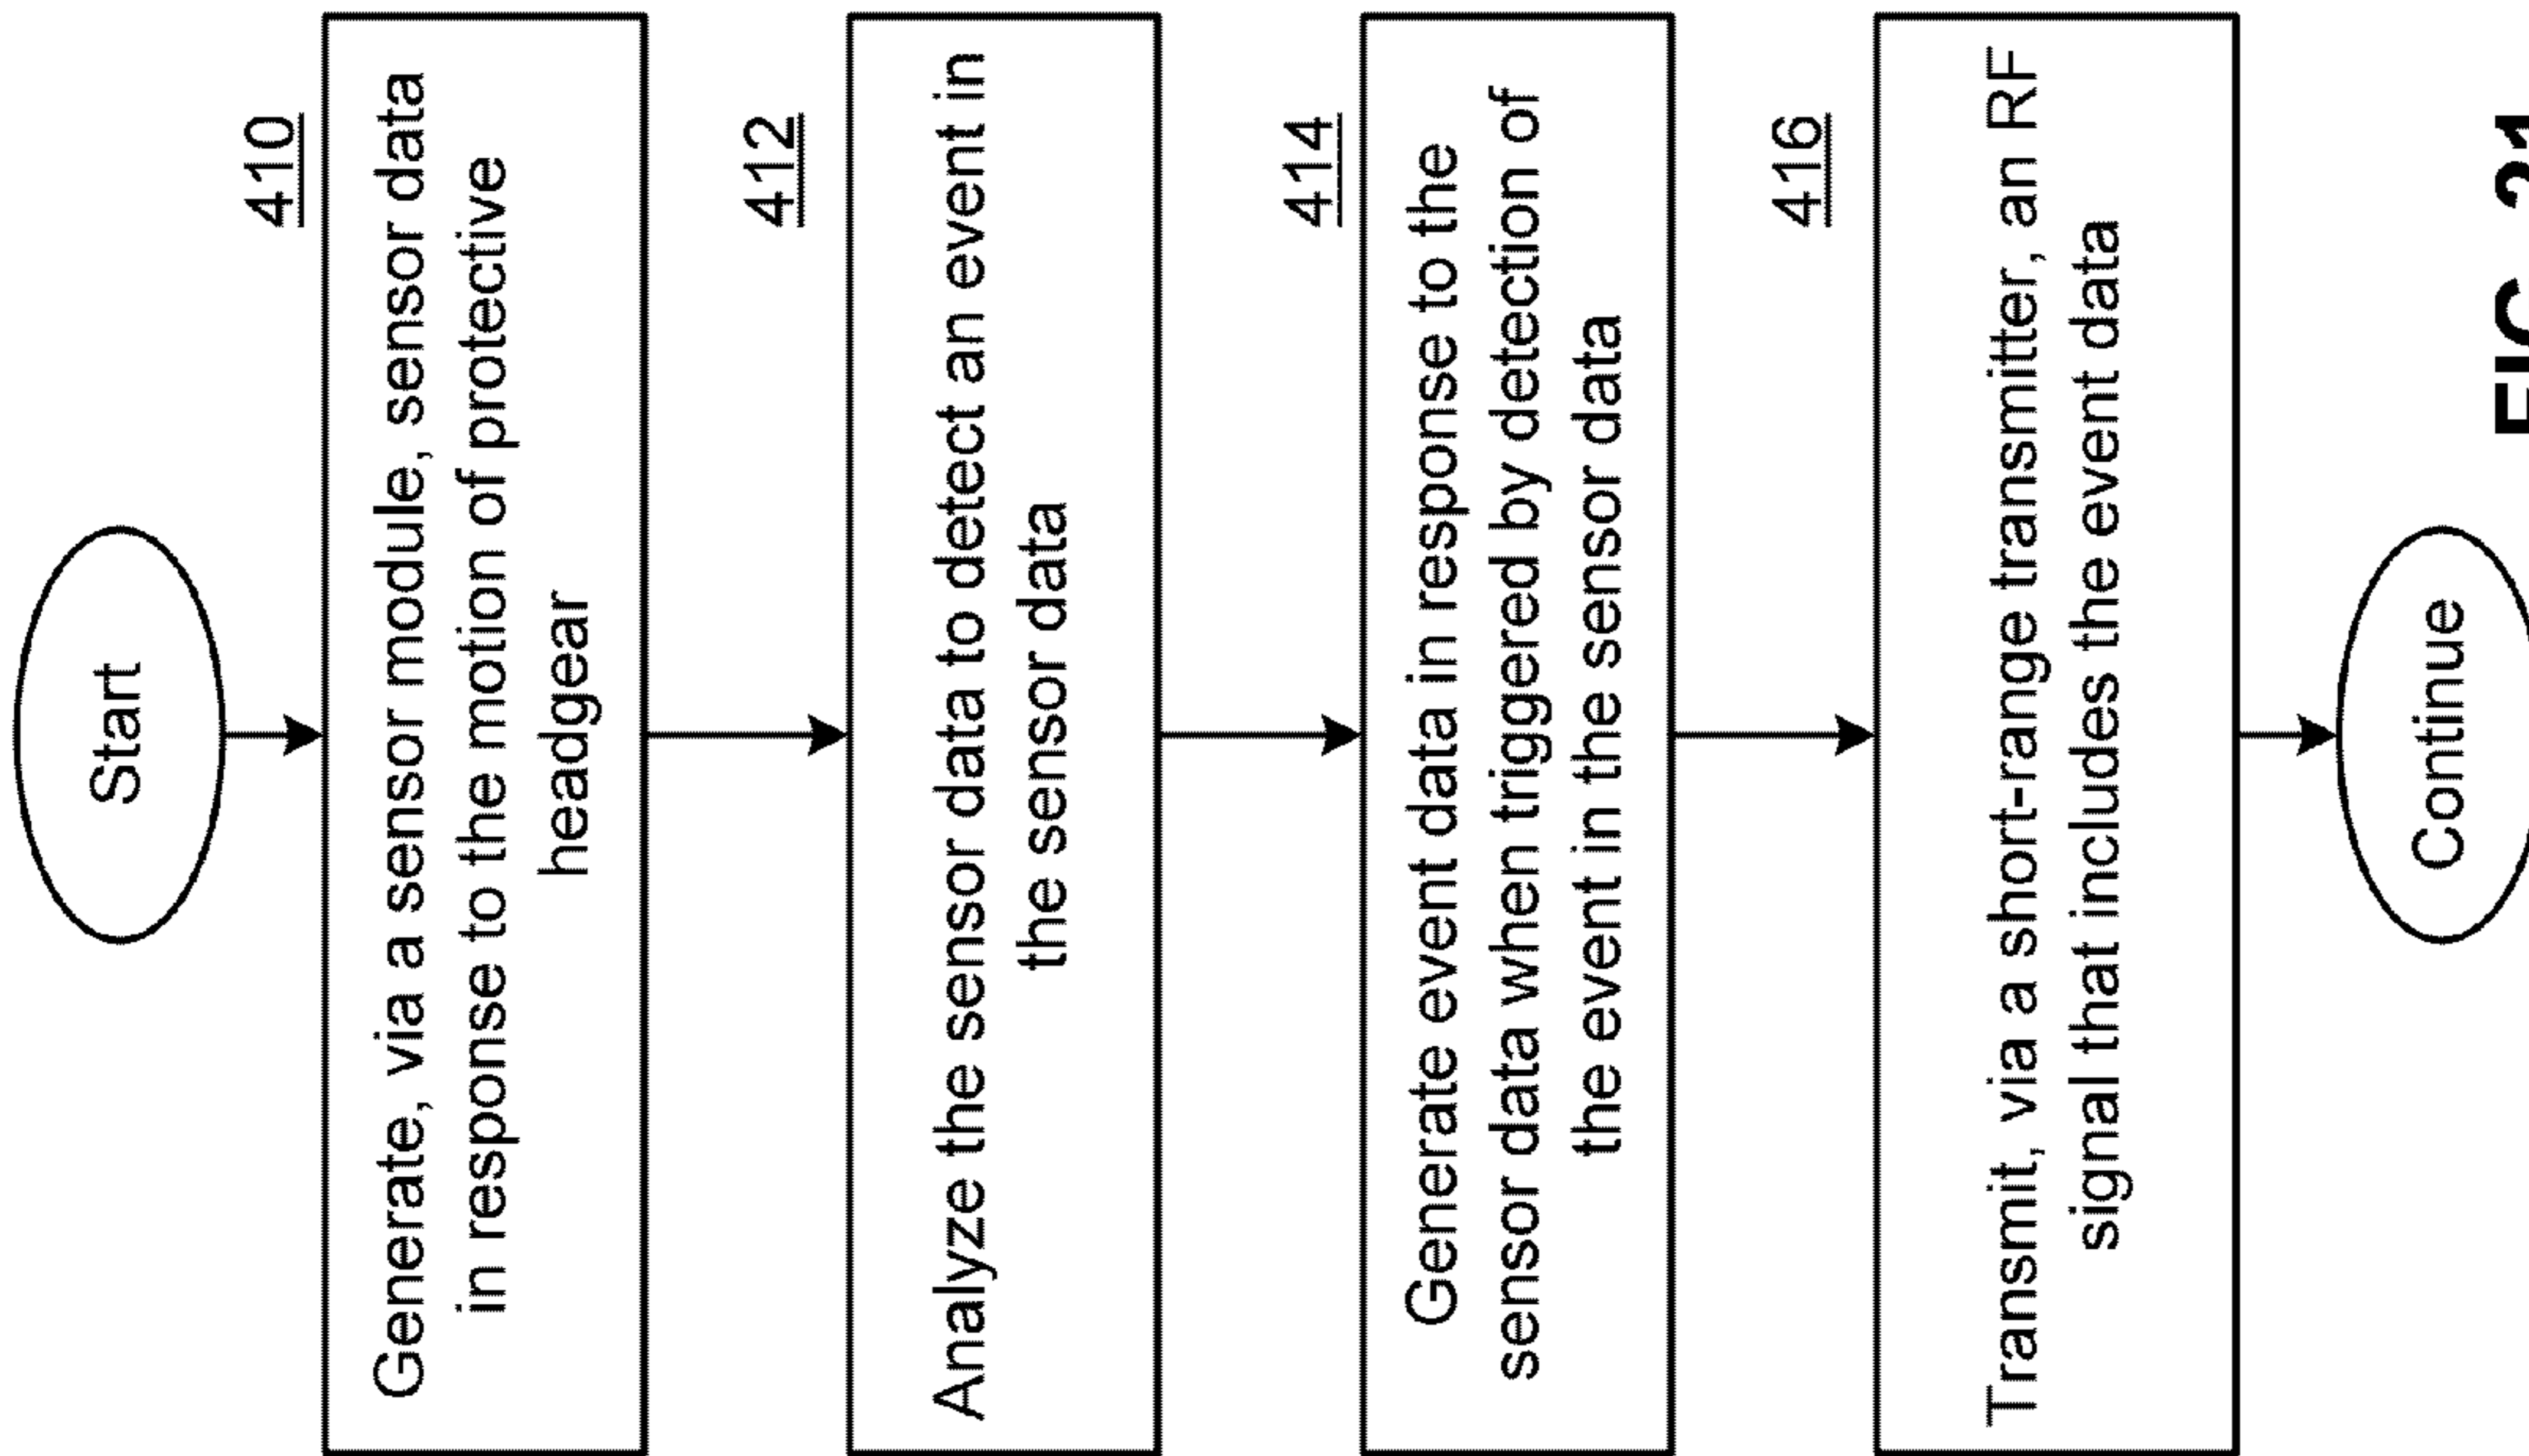 Start
410
Generate, via a sensor module, sensor data
in response to the motion of protective
headgear
412
Analyze the sensor data to detect an event in
the sensor data
414
Generate event data in response to the
sensor data when triggered by detection of
the event in the sensor data
416
Transmit, via a short-range transmitter, an RF
signal that includes the event data
Continue
FIG.